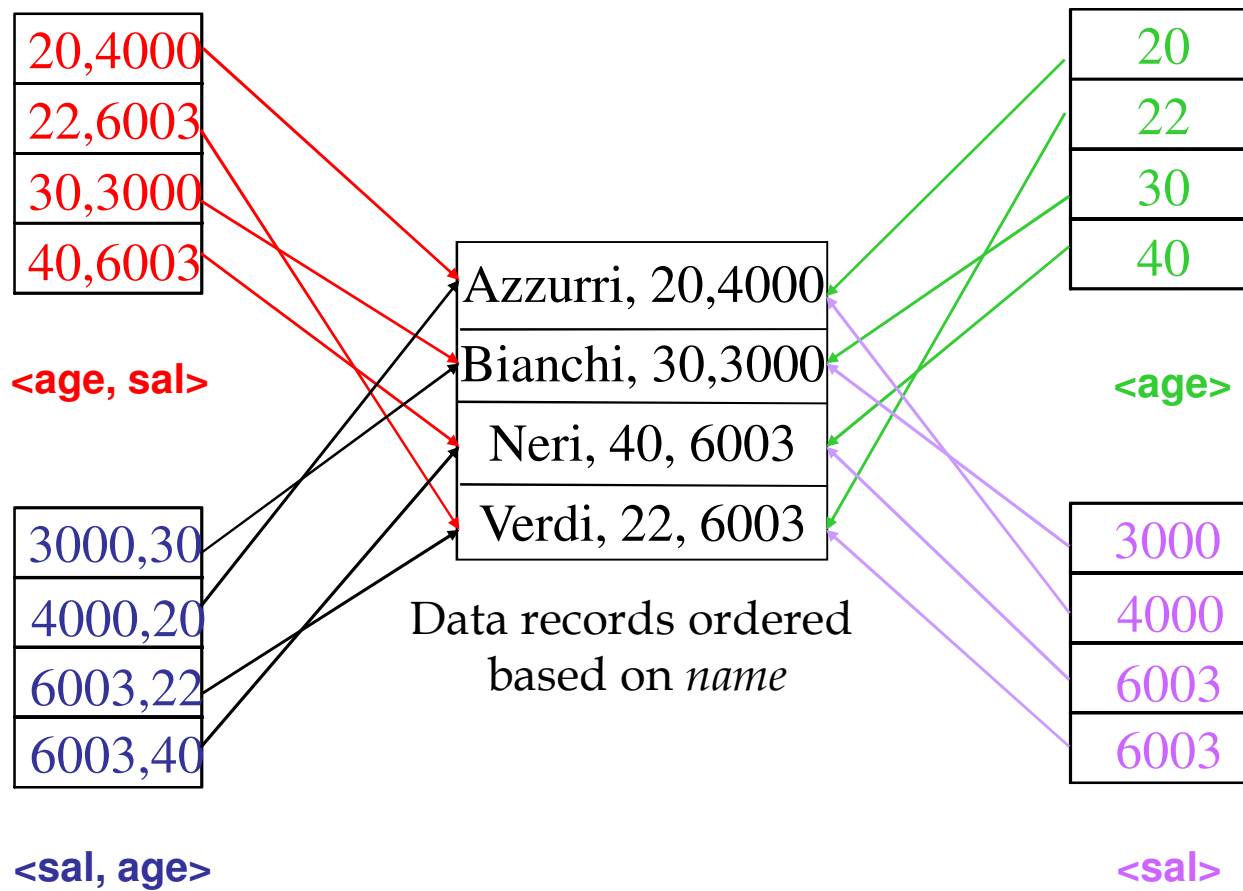 20,4000
22,6003
30,3000
40,6003
<age, sal>
3000,30
4000,20
6003,22
6003,40
<sal, age>
Azzurri, 20,4000
Bianchi, 30,3000
Neri, 40, 6003
Verdi, 22, 6003
Data records ordered
based on name
20
22
30
40
<age>
3000
4000
6003
6003
<sal>